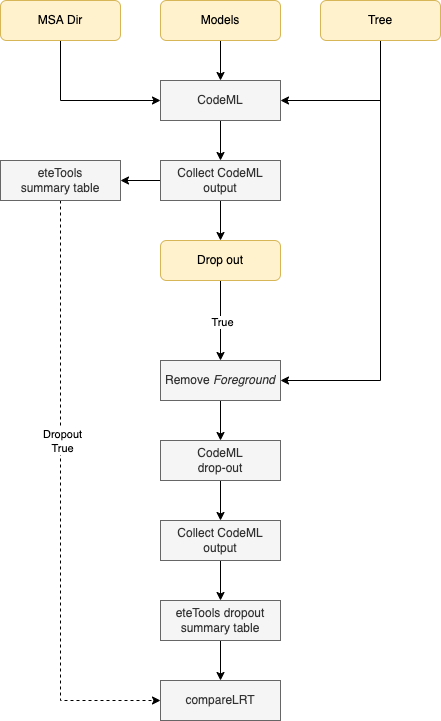 MSA Dir
Models
Tree
CodeML
eteTools
summary table
Collect CodeML
output
Drop out
True
Remove Foreground
Dropout
True
CodeML
drop-out
Collect CodeML
output
eteTools dropout
summary table
compareLRT